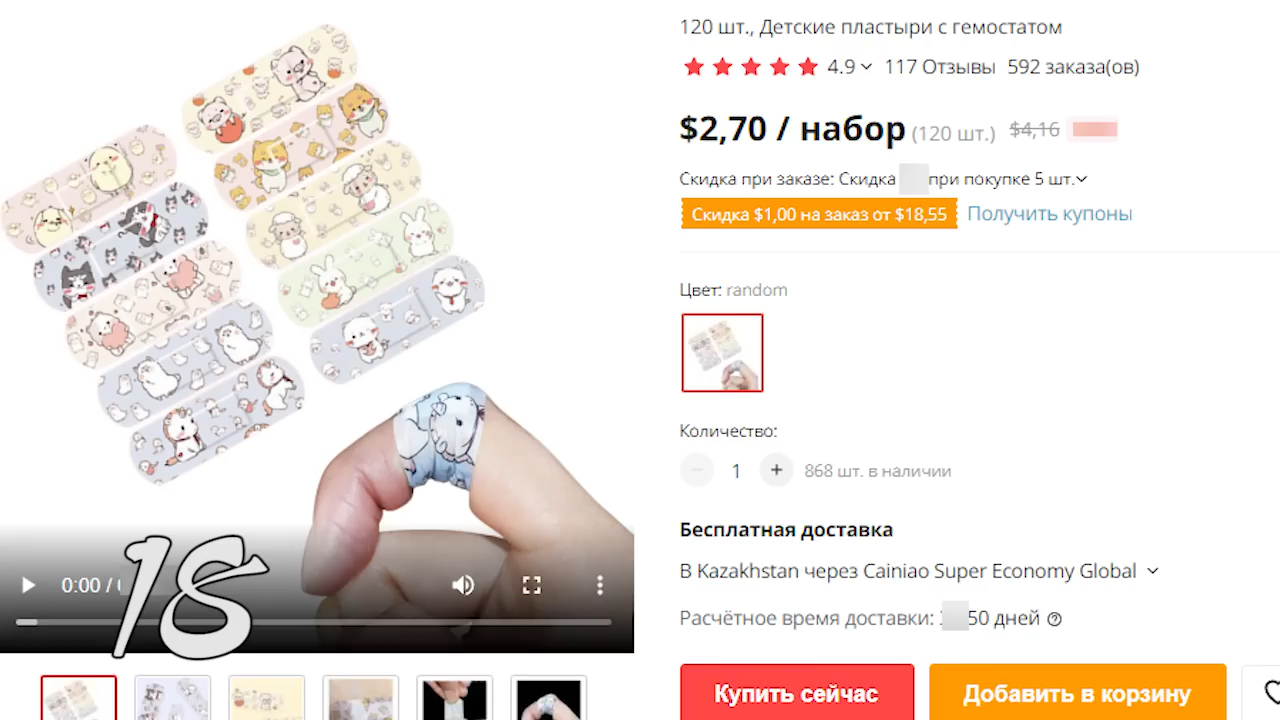 120 шт., Детские пластыри с гемостатом
4.9 117 Отзывы 592 заказа(ов)
$2,70 / набор (120 шт.) $4,16
Скидка при заказе: Скидка при покупке 5 шт.
Скидка $1,00 на заказ от $18,55 Получить купоны
Цвет: random
Количество:
1 868 шт. в наличии
Бесплатная доставка
В Kazakhstan через Cainiao Super Economy Global
Расчётное время доставки: 50 дней
0:00 /
18
Купить сейчас Добавить в корзину